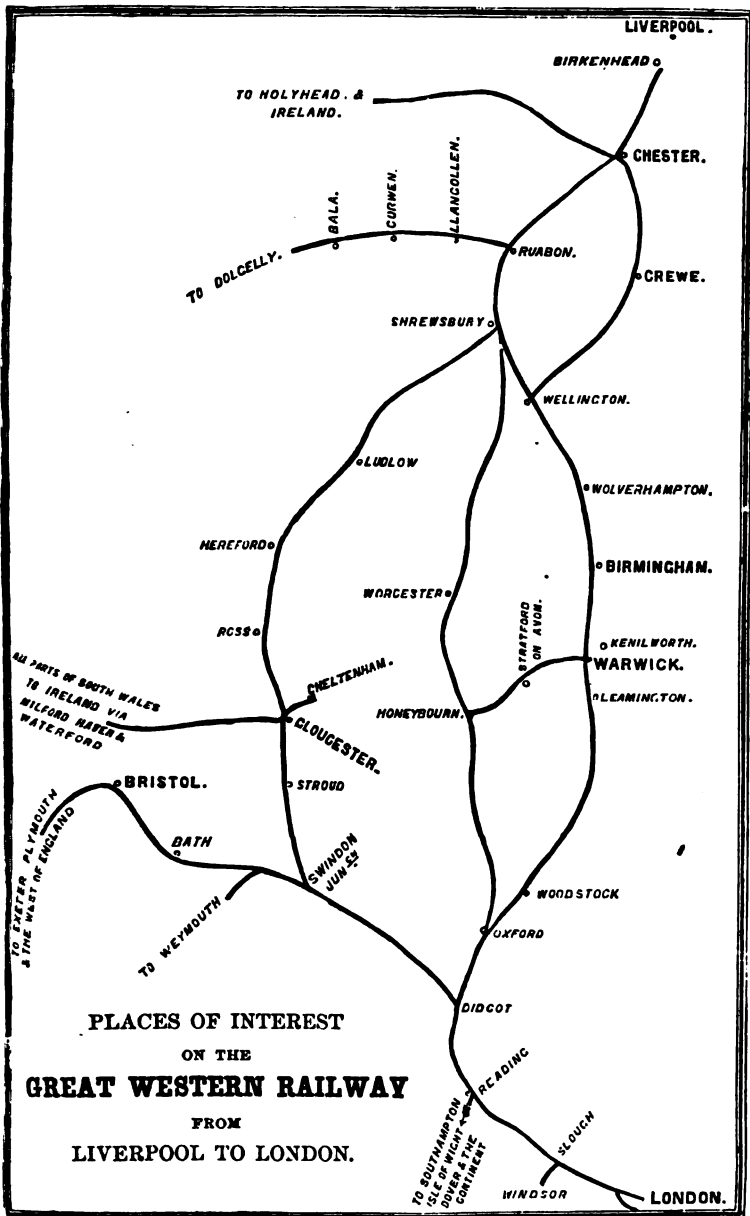 LIVERPOOL.
BIRKENHEAD
TO HOLYHEAD. &
IRELAND.
CHESTER.
BALA.
CURWEN.
LLANCOLLEN.
RUABON.
TO DOLGELLY.
CREWE.
SHREWSBURY
WELLINGTON.
LUDLOW
WOLVERHAMPTON.
HEREFORD
BIRMINGHAM.
WORCESTER
STRATFORD
ON AVON.
ROSS
KENILWORTH.
WARWICK.
ALL PARTS OF SOUTH WALES
TO IRELAND VIA
MILFORD HAVEN &
WATERFORD
CHELTENHAM.
LEAMINGTON.
HONEYBOURN.
GLOUCESTER.
BRISTOL.
STROUD
TO EXETER PLYMOUTH
& THE WEST OF ENGLAND
BATH
SWINDON
JUNCN
TO WEYMOUTH
WOODSTOCK
OXFORD
DIDCOT
PLACES OF INTEREST
ON THE
GREAT WESTERN RAILWAY
FROM
LIVERPOOL TO LONDON.
READING
TO SOUTHAMPTON
ISLE OF WIGHT
DOVER & THE
CONTINENT
SLOUGH
WINDSOR
LONDON.